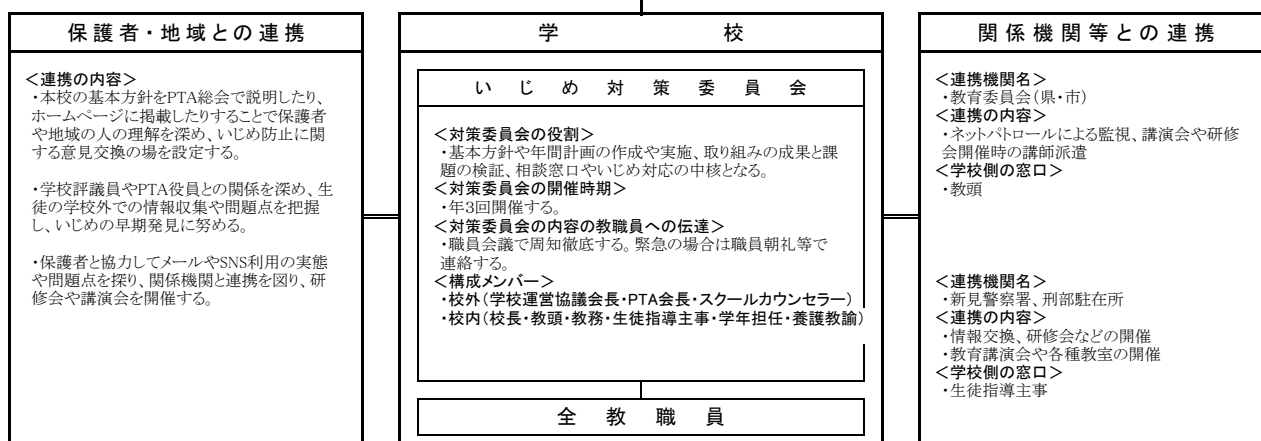 保護者・地域との連携
＜連携の内容＞
・本校の基本方針をPTA総会で説明したり、
ホームページに掲載したりすることで保護者
や地域の人の理解を深め、いじめ防止に関
する意見交換の場を設定する。
・学校評議員やPTA役員との関係を深め、生
徒の学校外での情報収集や問題点を把握
し、いじめの早期発見に努める。
・保護者と協力してメールやSNS利用の実態
や問題点を探り、関係機関と連携を図り、研
修会や講演会を開催する。
学校
いじめ対策委員会
＜対策委員会の役割＞
・基本方針や年間計画の作成や実施、取り組みの成果と課
題の検証、相談窓口やいじめ対応の中核となる。
＜対策委員会の開催時期＞
・年3回開催する。
＜対策委員会の内容の教職員への伝達＞
・職員会議で周知徹底する。緊急の場合は職員朝礼等で
連絡する。
＜構成メンバー＞
・校外（学校運営協議会長・PTA会長・スクールカウンセラー）
・校内（校長・教頭・教務・生徒指導主事・学年担任・養護教諭）
全教職員
関係機関等との連携
＜連携機関名＞
・教育委員会（県・市）
＜連携の内容＞
・ネットパトロールによる監視、講演会や研修
会開催時の講師派遣
＜学校側の窓口＞
・教頭
＜連携機関名＞
・新見警察署、刑部駐在所
＜連携の内容＞
・情報交換、研修会などの開催
・教育講演会や各種教室の開催
＜学校側の窓口＞
・生徒指導主事